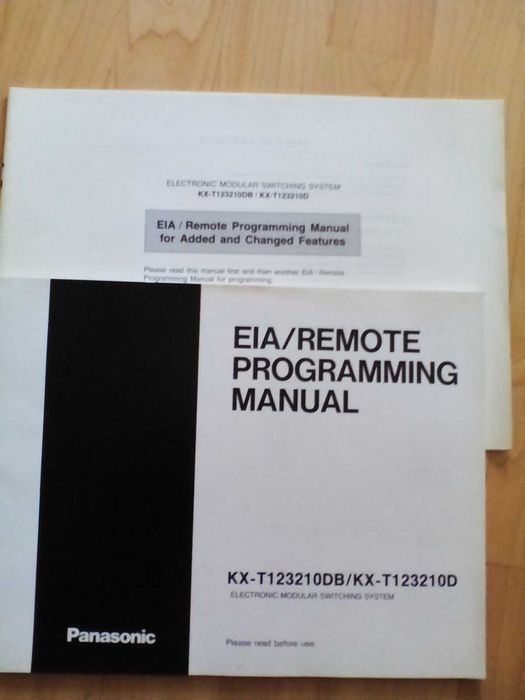 ELECTRONIC MODULAR SWITCHING SYSTEM
KX-T123210DB / KX-T123210D
EIA / Remote Programming Manual
for Added and Changed Features
Please read this manual first and then another EIA / Remote
Programming Manual for programming.
EIA/REMOTE
PROGRAMMING
MANUAL
KX-T123210DB/KX-T123210D
ELECTRONIC MODULAR SWITCHING SYSTEM
Panasonic
Please read before use.